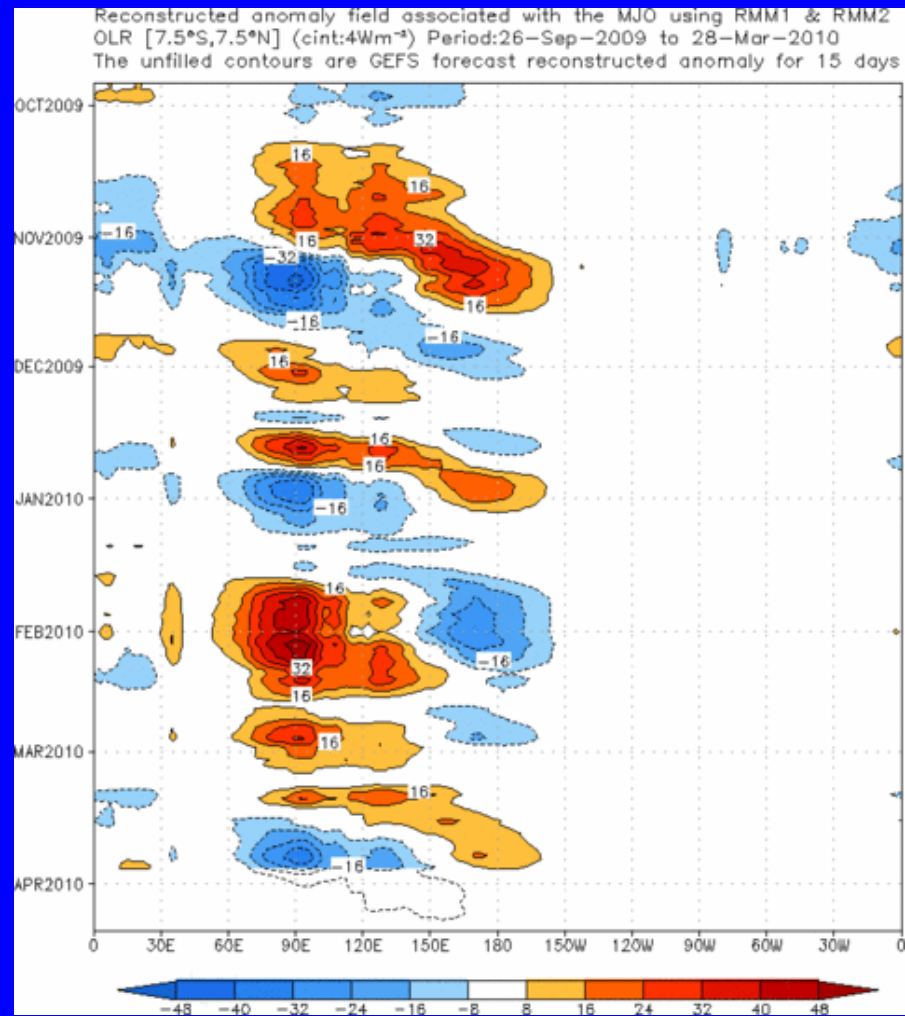 Reconstructed anomaly field associated with the MJO using RMM1 & RMM2
OLR [7.5°S,7.5°N] (cint:4Wm⁻²) Period:26-Sep-2009 to 28-Mar-2010
The unfilled contours are GEFS forecast reconstructed anomaly for 15 days
OCT2009
16
16
-16
NOV2009
16
32
-32
16
-16
-16
16
DEC2009
16
16
JAN2010
-16
16
FEB2010
32
-16
16
16
MAR2010
16
-16
APR2010
0 30E 60E 90E 120E 150E 180 150W 120W 90W 60W 30W 0
-48 -40 -32 -24 -16 -8 8 16 24 32 40 48